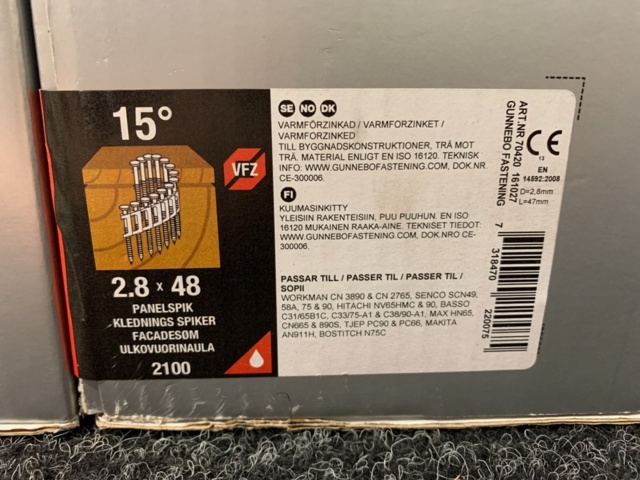 15°
VFZ
2.8 x 48
PANELSPIK
KLEDNINGS SPIKER
FACADESØM
ULKOVUORINAULA
2100
SE NO DK
VARMFÖRZINKAD / VARMFORZINKET /
VARMFORZINKED
TILL BYGGNADSKONSTRUKTIONER, TRÄ MOT
TRÄ. MATERIAL ENLIGT EN ISO 16120. TEKNISK
INFO: WWW.GUNNEBOFASTENING.COM, DOK.NR.
CE-300006.
FI
KUUMASINKITTY
YLEISIIN RAKENTEISIIN, PUU PUUHUN. EN ISO
16120 MUKAINEN RAAKA-AINE. TEKNISET TIEDOT:
WWW.GUNNEBOFASTENING.COM, DOK.NRO CE-
300006.
PASSAR TILL / PASSER TIL / PASSER TIL /
SOPII
WORKMAN CN 3890 & CN 2765, SENCO SCN49,
58A, 75 & 90, HITACHI NV65HMC & 90, BASSO
C31/65B1C, C33/75-A1 & C38/90-A1, MAX HN65,
CN665 & 890S, TJEP PC90 & PC66, MAKITA
AN911H, BOSTITCH N75C
ART.NR 70420 161027
GUNNEBO FASTENING
CE
13
EN
14592:2008
D=2,8mm
L=47mm
7 318470 220075